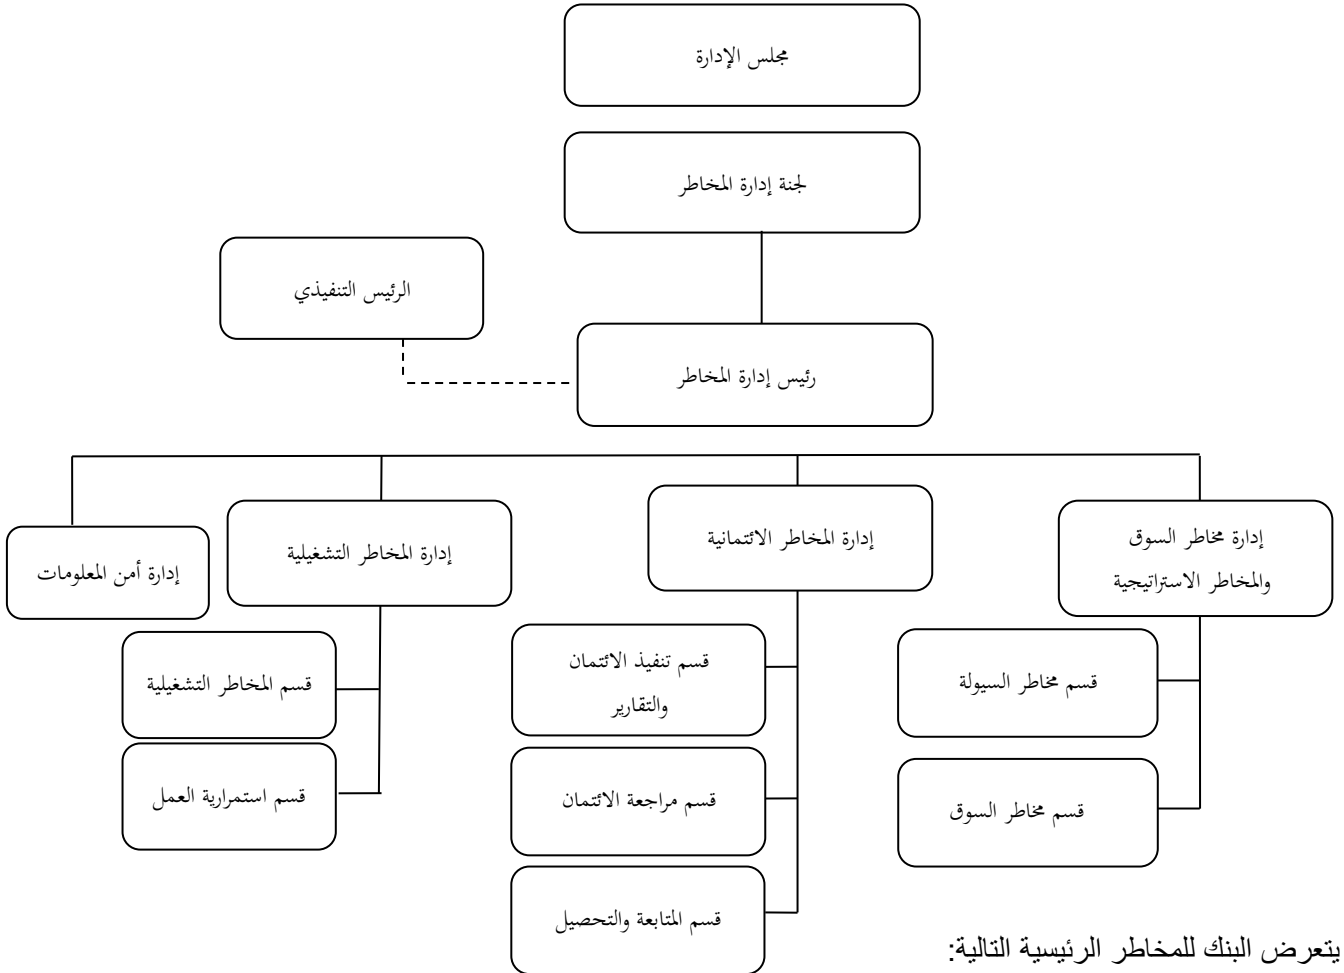 مجلس الإدارة
لجنة إدارة المخاطر
الرئيس التنفيذي
رئيس إدارة المخاطر
إدارة مخاطر السوق
والمخاطر الاستراتيجية
إدارة المخاطر الائتمانية
إدارة المخاطر التشغيلية
إدارة أمن المعلومات
قسم مخاطر السيولة
قسم مخاطر السوق
قسم تنفيذ الائتمان
والتقارير
قسم مراجعة الائتمان
قسم المتابعة والتحصيل
قسم المخاطر التشغيلية
قسم استمرارية العمل
يتعرض البنك للمخاطر الرئيسية التالية: